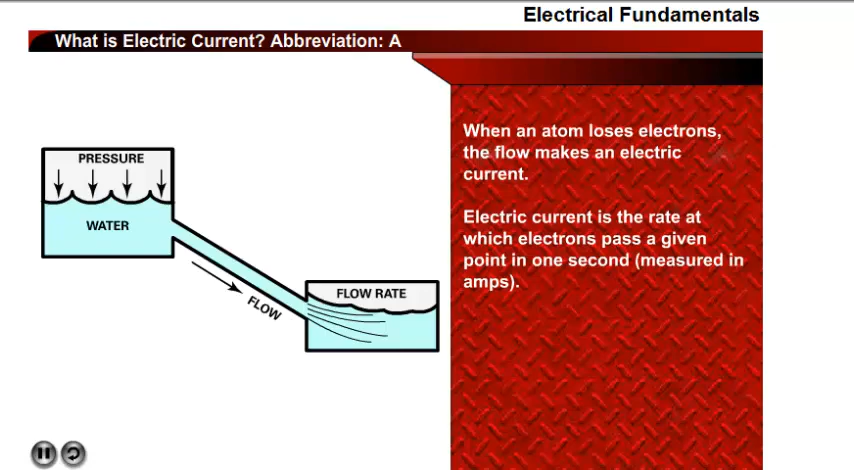 Electrical Fundamentals
What is Electric Current? Abbreviation: A
PRESSURE
WATER
FLOW
FLOW RATE
When an atom loses electrons,
the flow makes an electric
current.
Electric current is the rate at
which electrons pass a given
point in one second (measured in
amps).